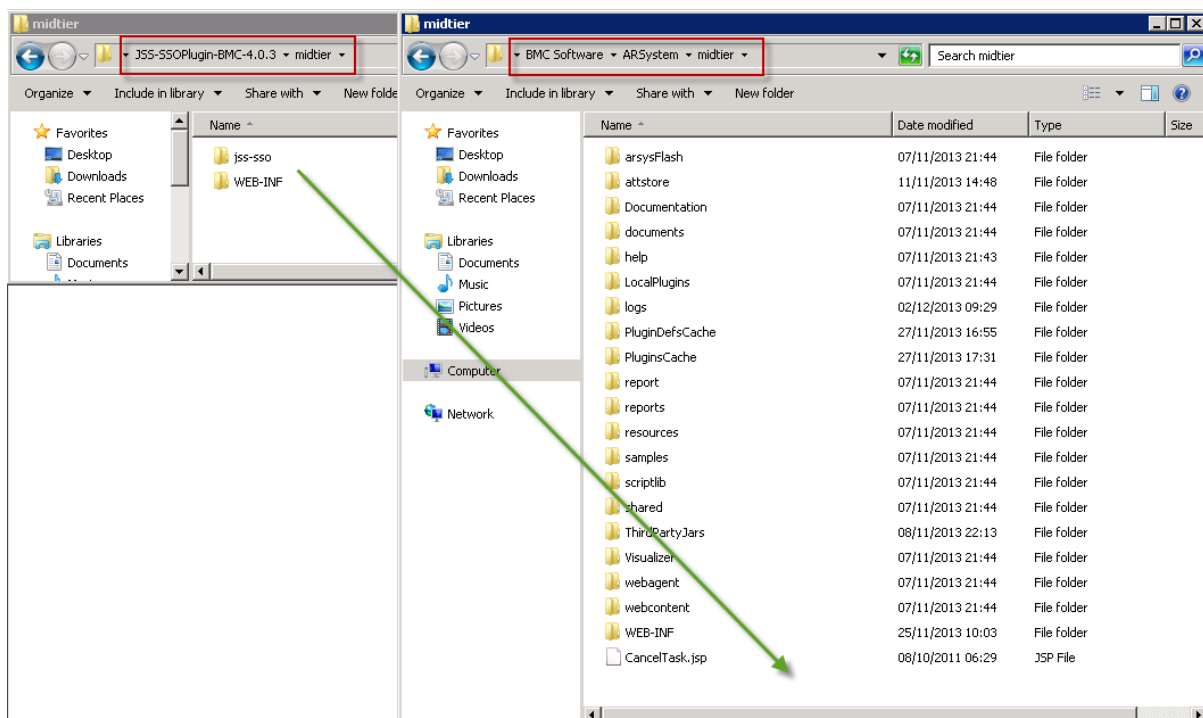 midtier
JSS-SSOPlugin-BMC-4.0.3 midtier
Organize Include in library Share with New folde
Favorites
Desktop
Downloads
Recent Places
Libraries
Documents
Name
jss-sso
WEB-INF
midtier
BMC Software ARSystem midtier
Search midtier
Organize Include in library Share with New folder
Favorites
Desktop
Downloads
Recent Places
Libraries
Documents
Music
Pictures
Videos
Computer
Network
Name Date modified Type Size
arsysFlash 07/11/2013 21:44 File folder
attstore 11/11/2013 14:48 File folder
Documentation 07/11/2013 21:44 File folder
documents 07/11/2013 21:44 File folder
help 07/11/2013 21:43 File folder
LocalPlugins 07/11/2013 21:44 File folder
logs 02/12/2013 09:29 File folder
PluginDefsCache 27/11/2013 16:55 File folder
PluginsCache 27/11/2013 17:31 File folder
report 07/11/2013 21:44 File folder
reports 07/11/2013 21:44 File folder
resources 07/11/2013 21:44 File folder
samples 07/11/2013 21:44 File folder
scriptlib 07/11/2013 21:44 File folder
shared 07/11/2013 21:44 File folder
ThirdPartyJars 08/11/2013 22:13 File folder
Visualizer 07/11/2013 21:44 File folder
webagent 07/11/2013 21:44 File folder
webcontent 07/11/2013 21:44 File folder
WEB-INF 25/11/2013 10:03 File folder
CancelTask.jsp 08/10/2011 06:29 JSP File